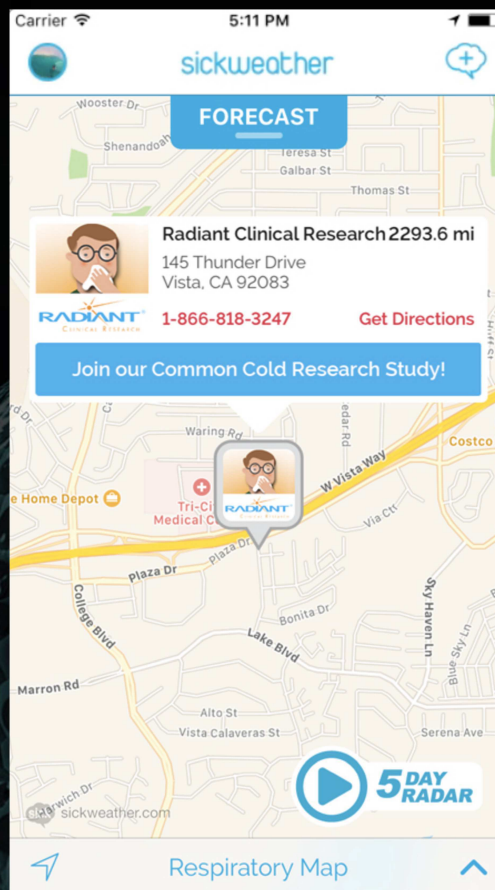 Carrier 5:11 PM
sickweather
FORECAST
Wooster Dr
Shenandoah
Teresa St
Galbar St
Thomas St
Radiant Clinical Research 2293.6 mi
145 Thunder Drive
Vista, CA 92083
RADIANT
CLINICAL RESEARCH
1-866-818-3247 Get Directions
Join our Common Cold Research Study!
Waring Rd
edar Rd
Costco
W Vista Way
e Home Depot
Tri-Ci
Medical C
RADIANT
Via Ctr
Plaza Dr
Plaza Dr
College Blvd
Bonita Dr
Sky Haven Ln
Lake Blvd
Blue Sky Ln
Marron Rd
Alto St
Vista Calaveras St
Serena Ave
5 DAY
RADAR
Harwich Dr
sickweather.com
Respiratory Map